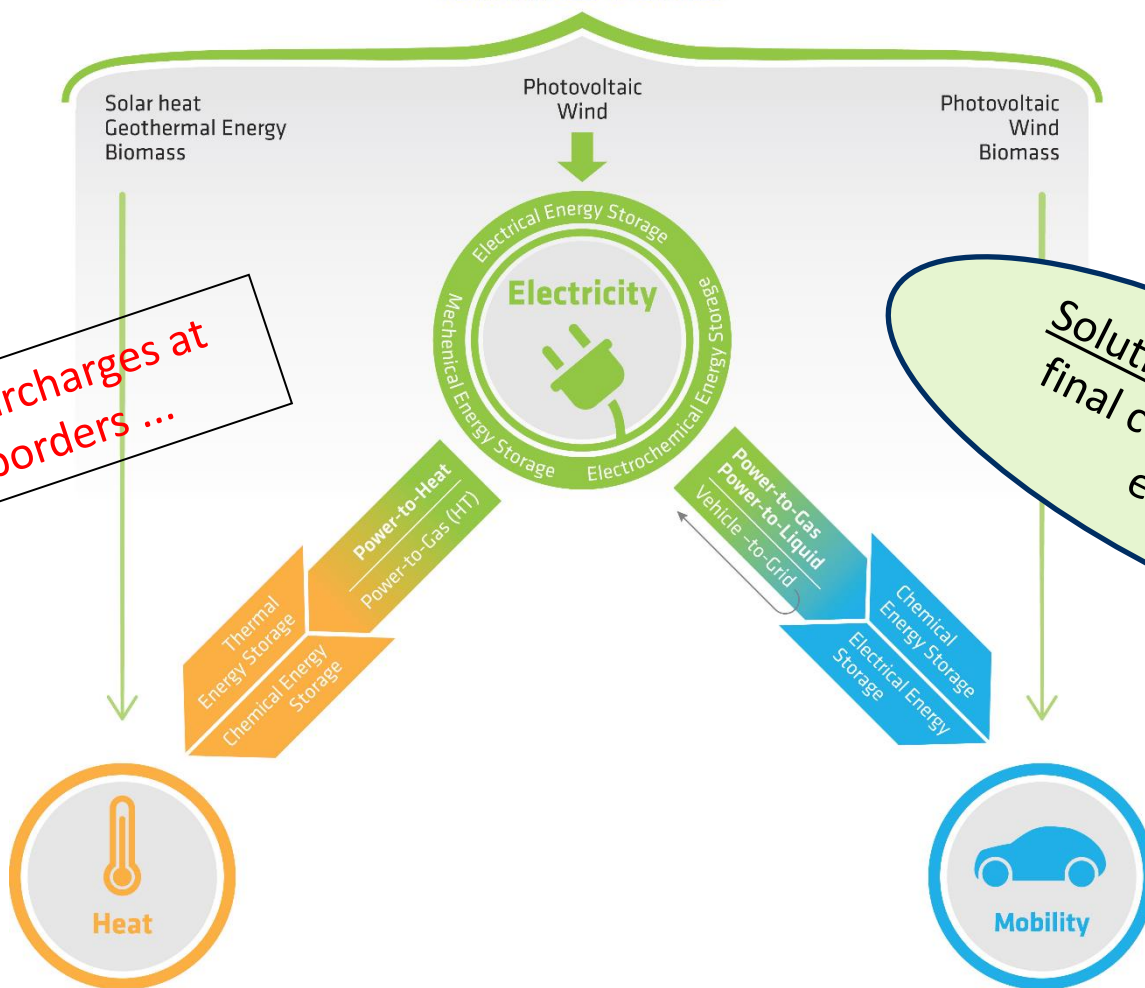 Solar heat
Geothermal Energy
Biomass
Photovoltaic
Wind
Photovoltaic
Wind
Biomass
Electrical Energy Storage
Mechenical Energy Storage
Electrochemical Energy Storage
Electricity
at
borders ...
final
Power-to-Heat
Power-to-Gas (HT)
Thermal
Energy Storage
Chemical Energy
Storage
Power-to-Gas
Power-to-Liquid
Vehicle -to-Grid
Chemical
Energy Storage
Electrical Energy
Storage
Heat
Mobility